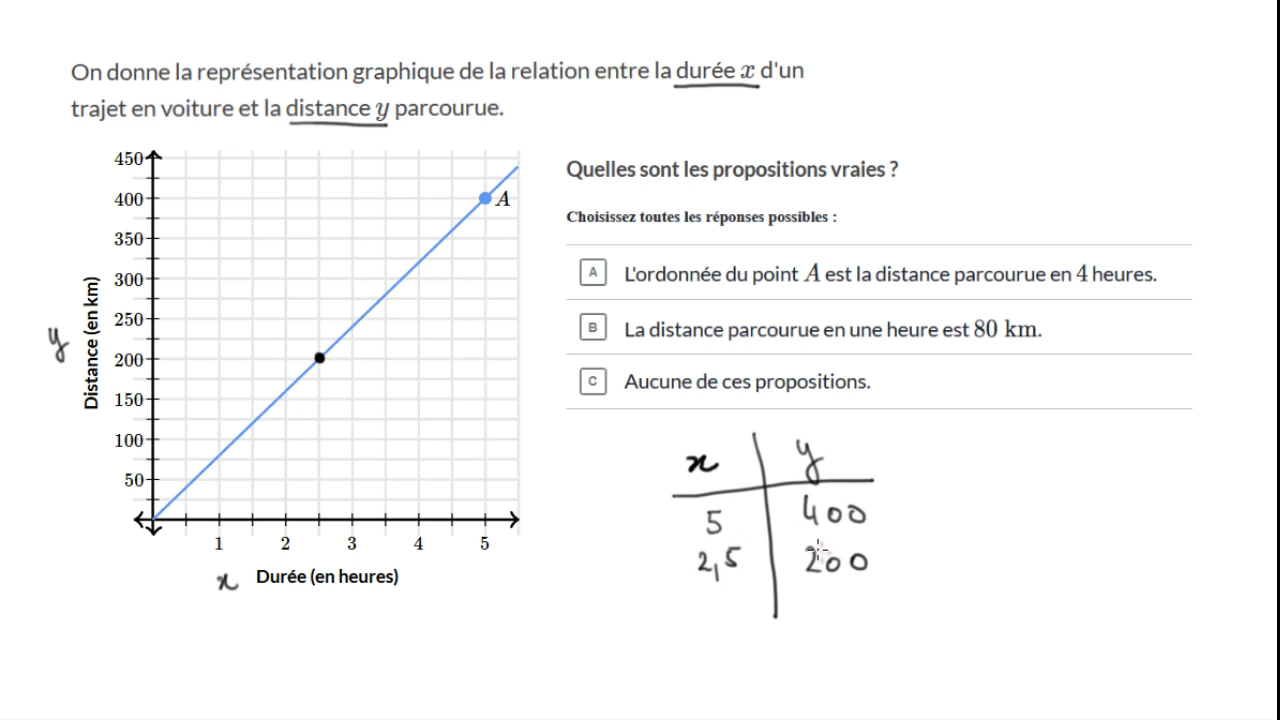 On donne la représentation graphique de la relation entre la durée x d'un
trajet en voiture et la distance y parcourue.
Quelles sont les propositions vraies ?
Choisissez toutes les réponses possibles :
A L'ordonnée du point A est la distance parcourue en 4 heures.
B La distance parcourue en une heure est 80 km.
C Aucune de ces propositions.
y
Distance (en km)
450
400
350
300
250
200
150
100
50
A
1 2 3 4 5
x Durée (en heures)
x y
5 400
2,5 200